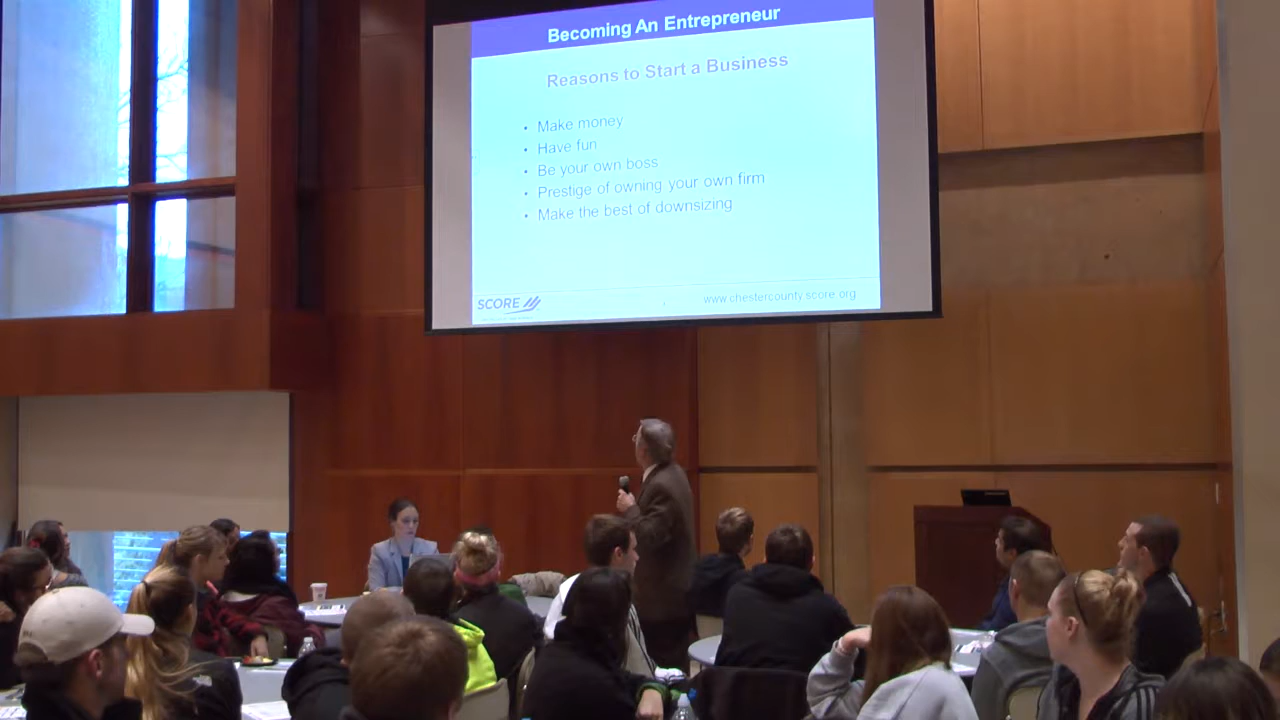 Becoming An Entrepreneur
Reasons to Start a Business
• Make money
• Have fun
• Be your own boss
• Prestige of owning your own firm
• Make the best of downsizing
SCORE
www.chestercounty.score.org